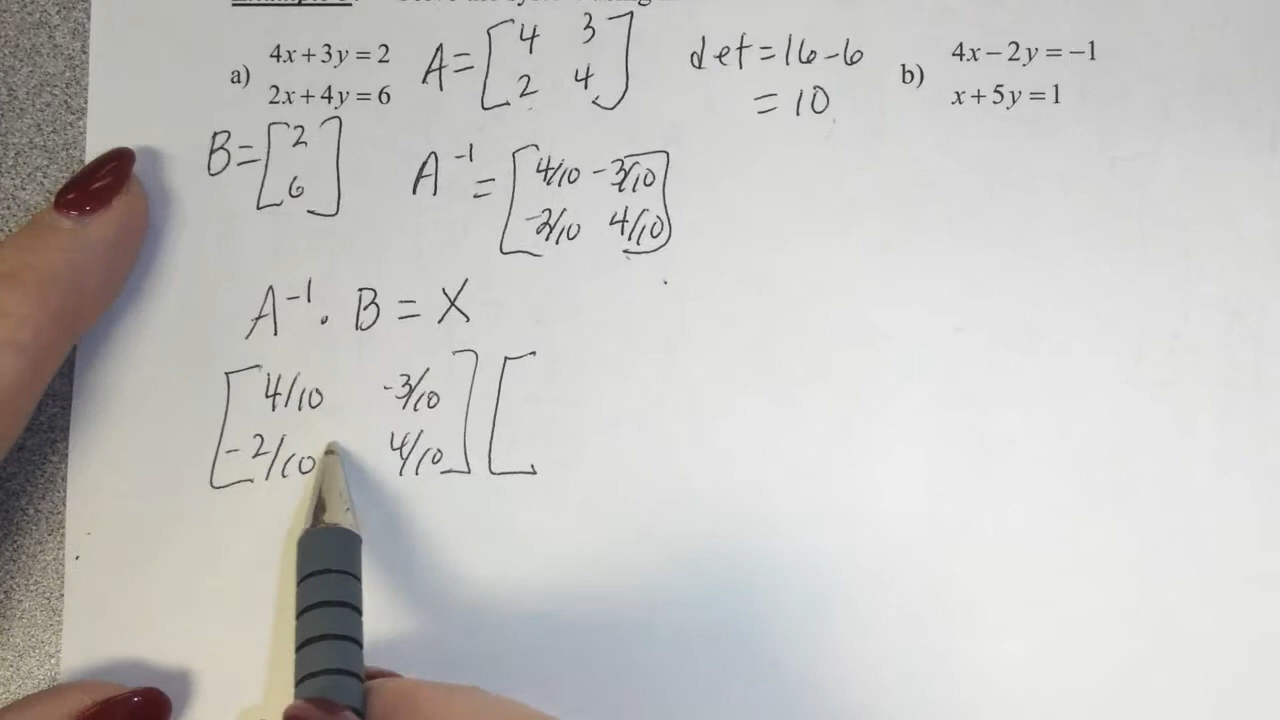 a) 4x+3y=2
2x+4y=6
A=[4 3
2 4]
det=16-6
=10
b) 4x-2y=-1
x+5y=1
B=[2
6]
A⁻¹=[4/10 -3/10
-2/10 4/10]
A⁻¹·B=X
[4/10 -3/10
-2/10 4/10][